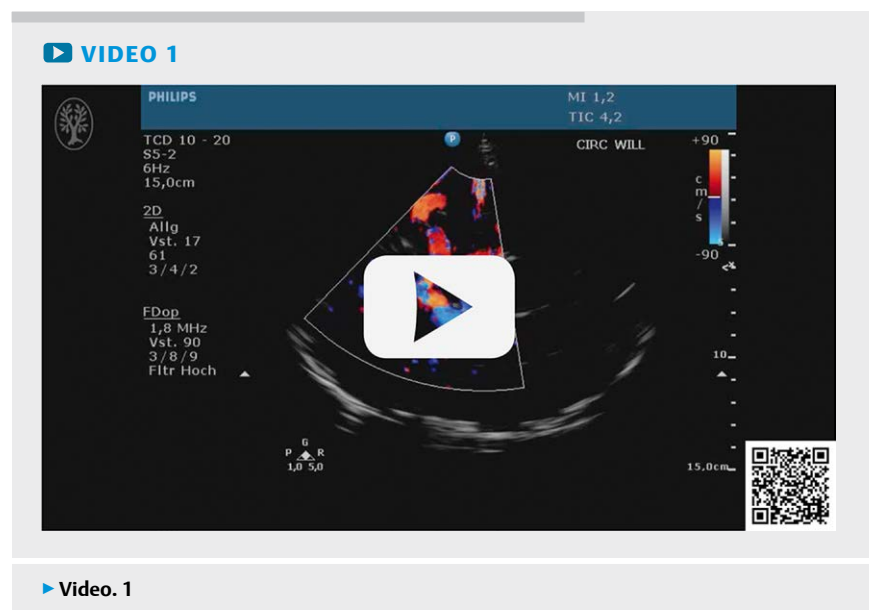 VIDEO 1
PHILIPS
MI 1,2
TIC 4,2
TCD 10 - 20
S5-2
6Hz
15,0cm
2D
Allg
Vst. 17
61
3/4/2
FDop
1,8 MHz
Vst. 90
3/8/9
Fltr Hoch
P
CIRC WILL
+90
c
m
/
s
-90
10
15,0cm
G
P R
1,0 5,0
Video. 1